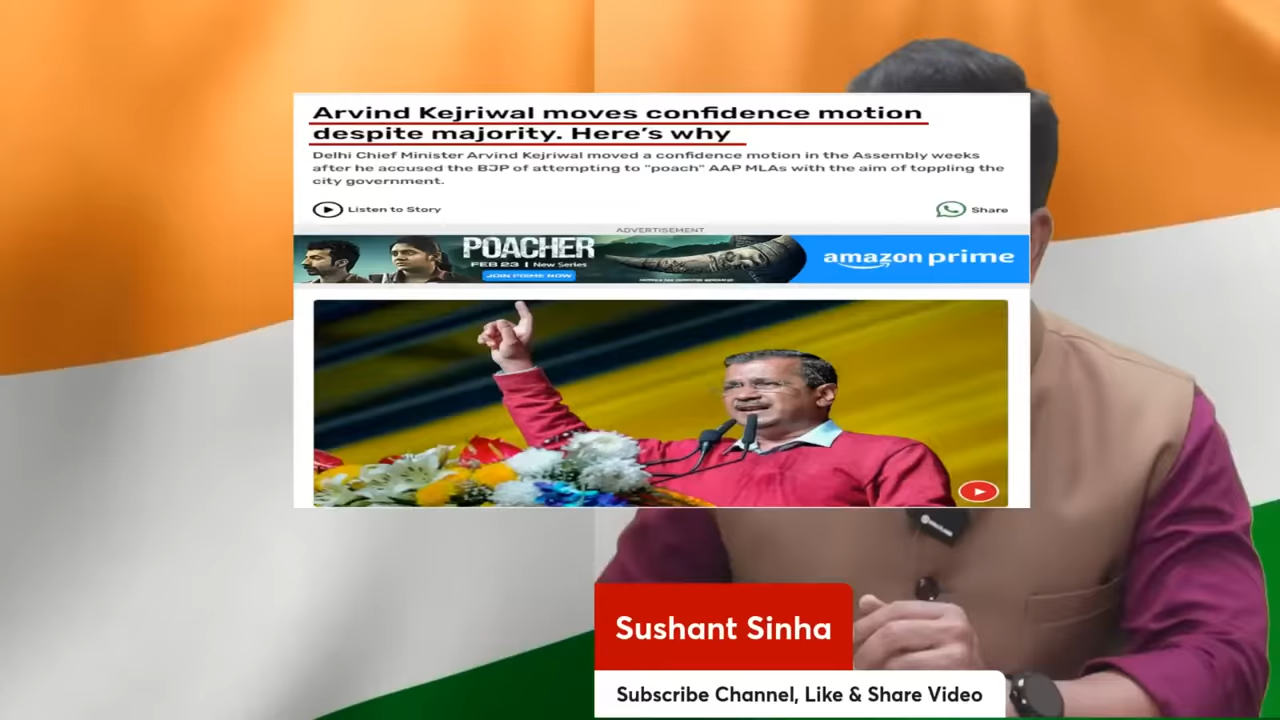 Arvind Kejriwal moves confidence motion
despite majority. Here's why
Delhi Chief Minister Arvind Kejriwal moved a confidence motion in the Assembly weeks
after he accused the BJP of attempting to "poach" AAP MLAs with the aim of toppling the
city government.
Listen to Story
Share
ADVERTISEMENT
POACHER
FEB 23 | New Series
JOIN PRIME NOW
amazon prime
Sushant Sinha
Subscribe Channel, Like & Share Video